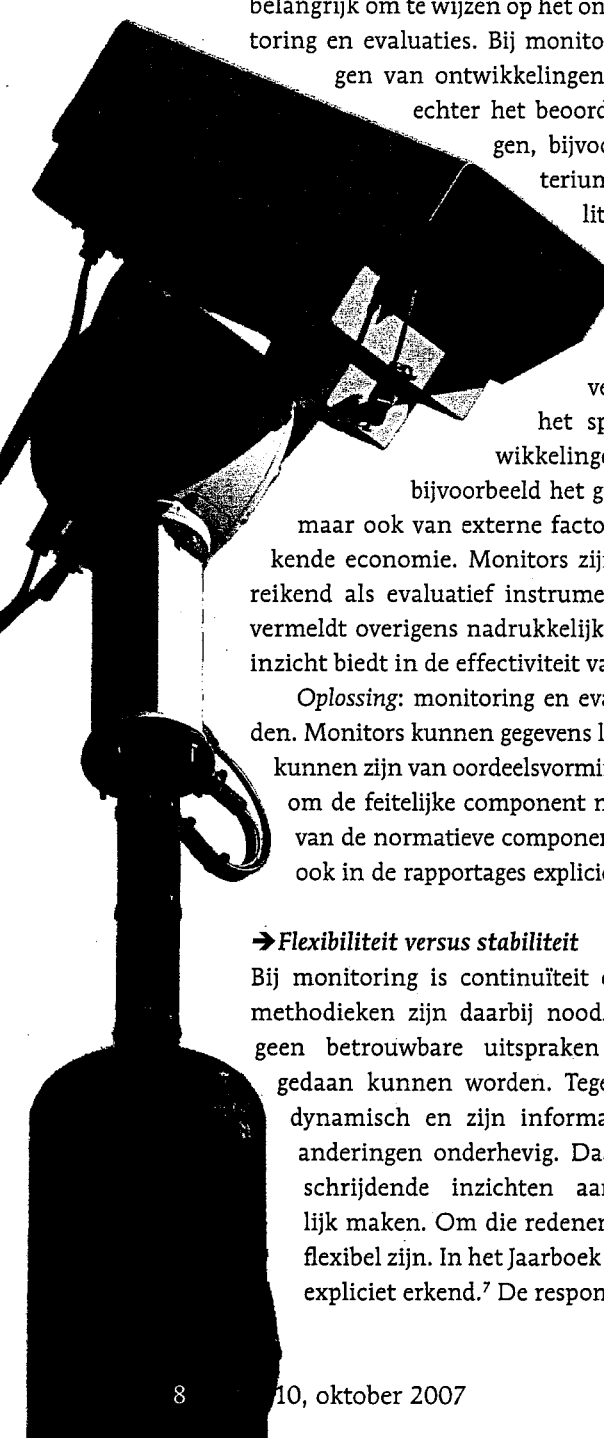 belangrijk om te wijzen op het on
toring en evaluaties. Bij monito
gen van ontwikkelingen
echter het beoord
gen, bijvoo
terium
lit
ve
het sp
wikkelinge
bijvoorbeeld het g
maar ook van externe facto
kende economie. Monitors zij
reikend als evaluatief instrume
vermeldt overigens nadrukkelijk
inzicht biedt in de effectiviteit va
Oplossing: monitoring en eva
den. Monitors kunnen gegevens l
kunnen zijn van oordeelsvormi
om de feitelijke component n
van de normatieve componen
ook in de rapportages explicie
→Flexibiliteit versus stabiliteit
Bij monitoring is continuïteit e
methodieken zijn daarbij nood
geen betrouwbare uitspraken
gedaan kunnen worden. Tege
dynamisch en zijn informa
anderingen onderhevig. Da
schrijdende inzichten aan
lijk maken. Om die redenen
flexibel zijn. In het Jaarboek
expliciet erkend.⁷ De respon
8 10, oktober 2007